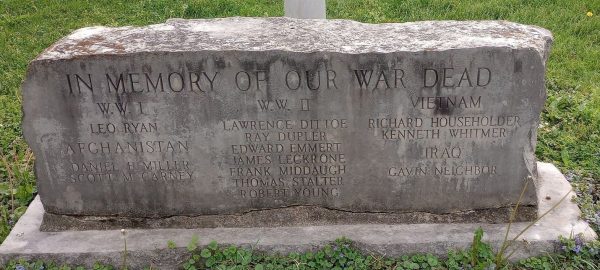 IN MEMORY OF OUR WAR DEAD
W.W. I
LEO RYAN
AFGHANISTAN
DANIEL F MILLER
SCOTT M. CARNEY
W.W. II
LAWRENCE DITTOE
RAY DUPLER
EDWARD EMMERT
JAMES LECKRONE
FRANK MIDDAUGH
THOMAS STALTER
ROBERT YOUNG
VIETNAM
RICHARD HOUSEHOLDER
KENNETH WHITMER
IRAQ
GAVIN NEIGHBOR